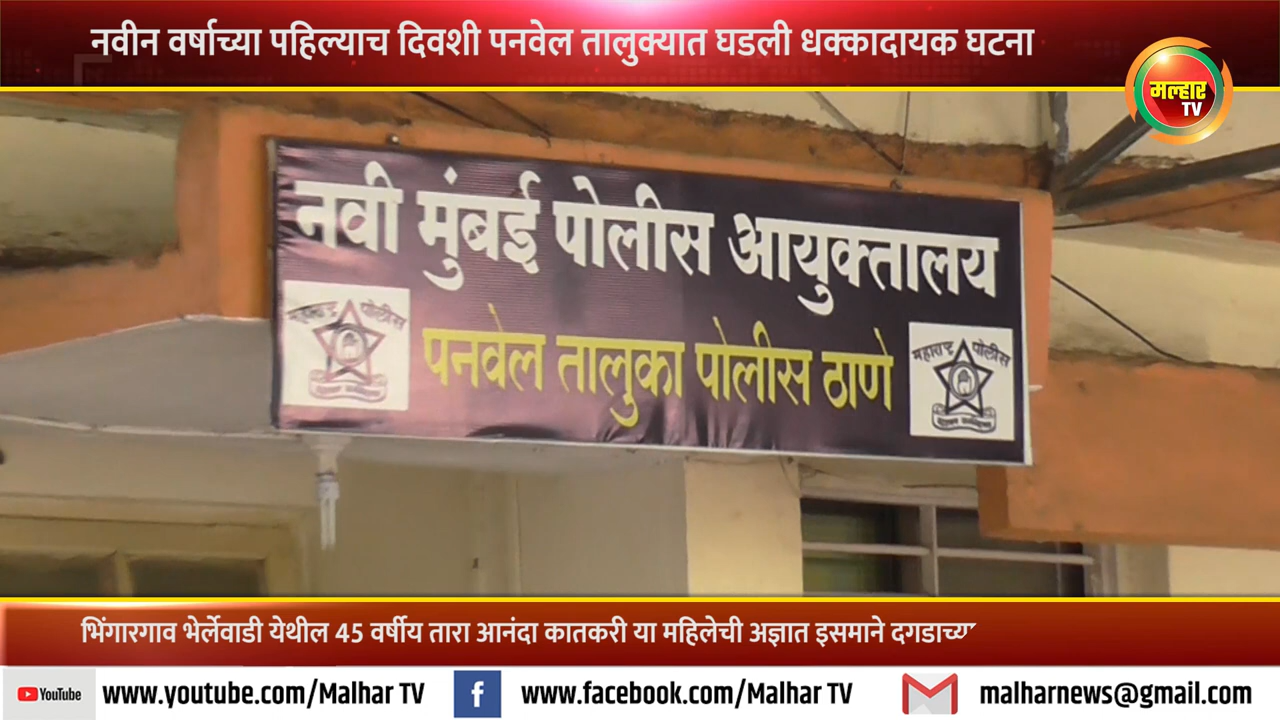 नवीन वर्षाच्या पहिल्याच दिवशी पनवेल तालुक्यात घडली धक्कादायक घटना
मल्हार
TV
नवी मुंबई पोलीस आयुक्तालय
महाराष्ट्र पोलीस
पनवेल तालुका पोलीस ठाणे
महाराष्ट्र पोलीस
भिंगारगाव भेर्लेवाडी येथील 45 वर्षीय तारा आनंदा कातकरी या महिलेची अज्ञात इसमाने दगडाच्य
YouTube
www.youtube.com/Malhar TV
f
www.facebook.com/Malhar TV
malharnews@gmail.com